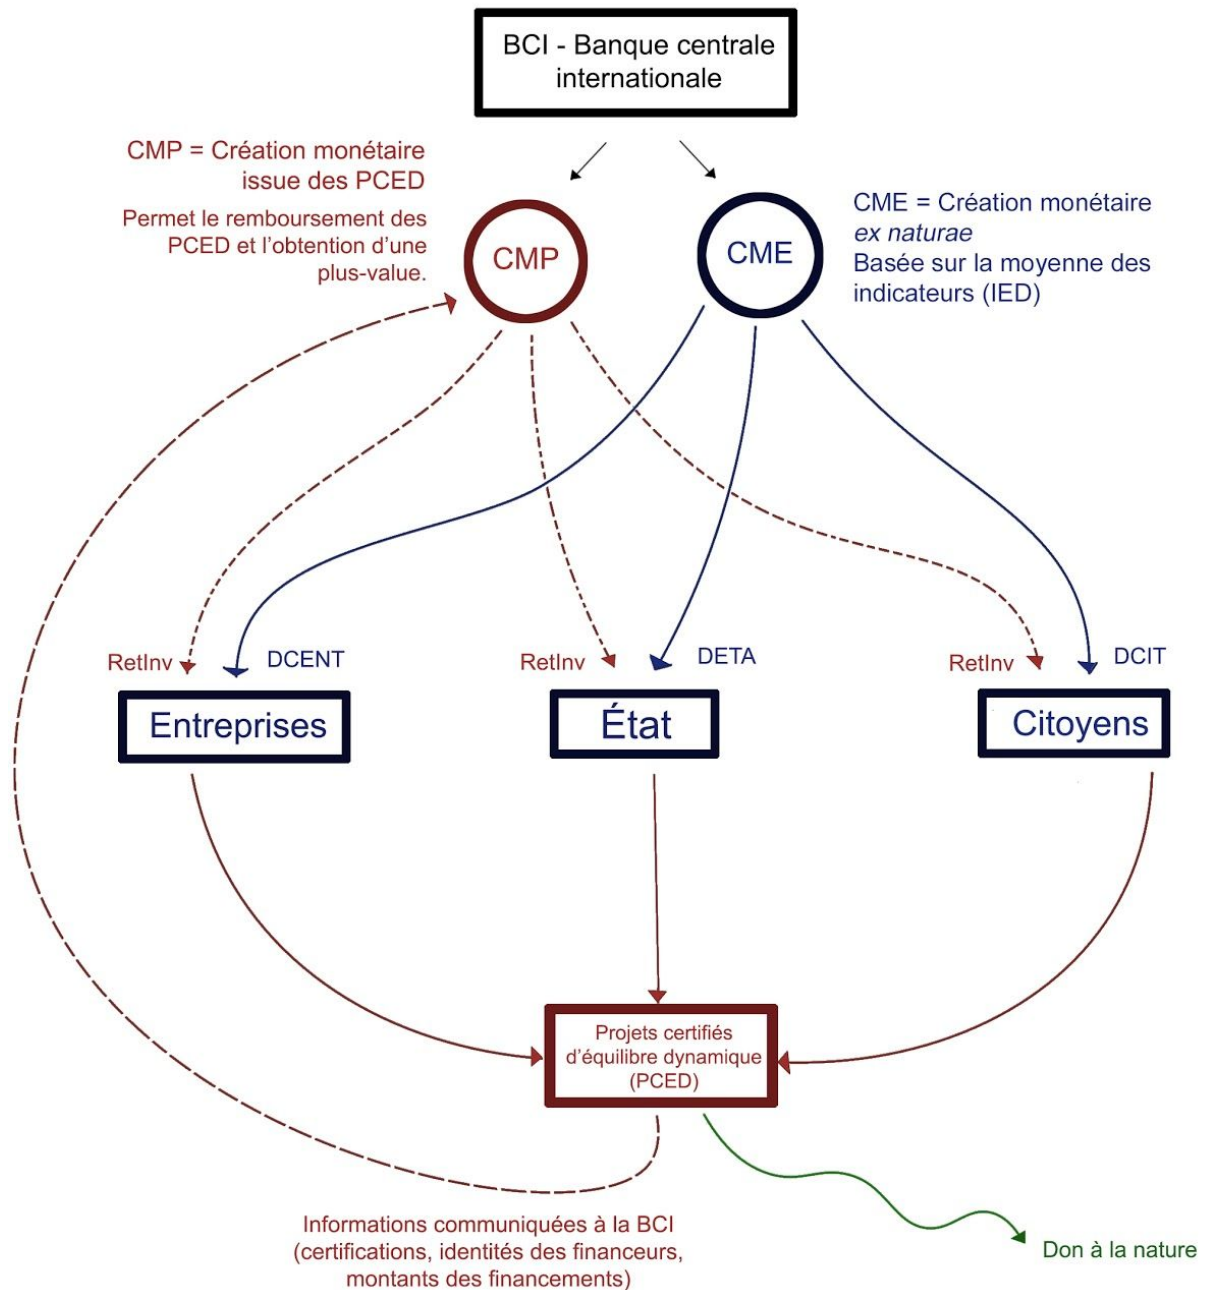 BCI - Banque centrale
internationale
CMP = Création monétaire
issue des PCED
Permet le remboursement des
PCED et l'obtention d'une
plus-value.
CMP
CME
CME = Création monétaire
ex naturae
Basée sur la moyenne des
indicateurs (IED)
RetInv
DCENT
RetInv
DETA
RetInv
DCIT
Entreprises
État
Citoyens
Projets certifiés
d'équilibre dynamique
(PCED)
Informations communiquées à la BCI
(certifications, identités des financeurs,
montants des financements)
Don à la nature